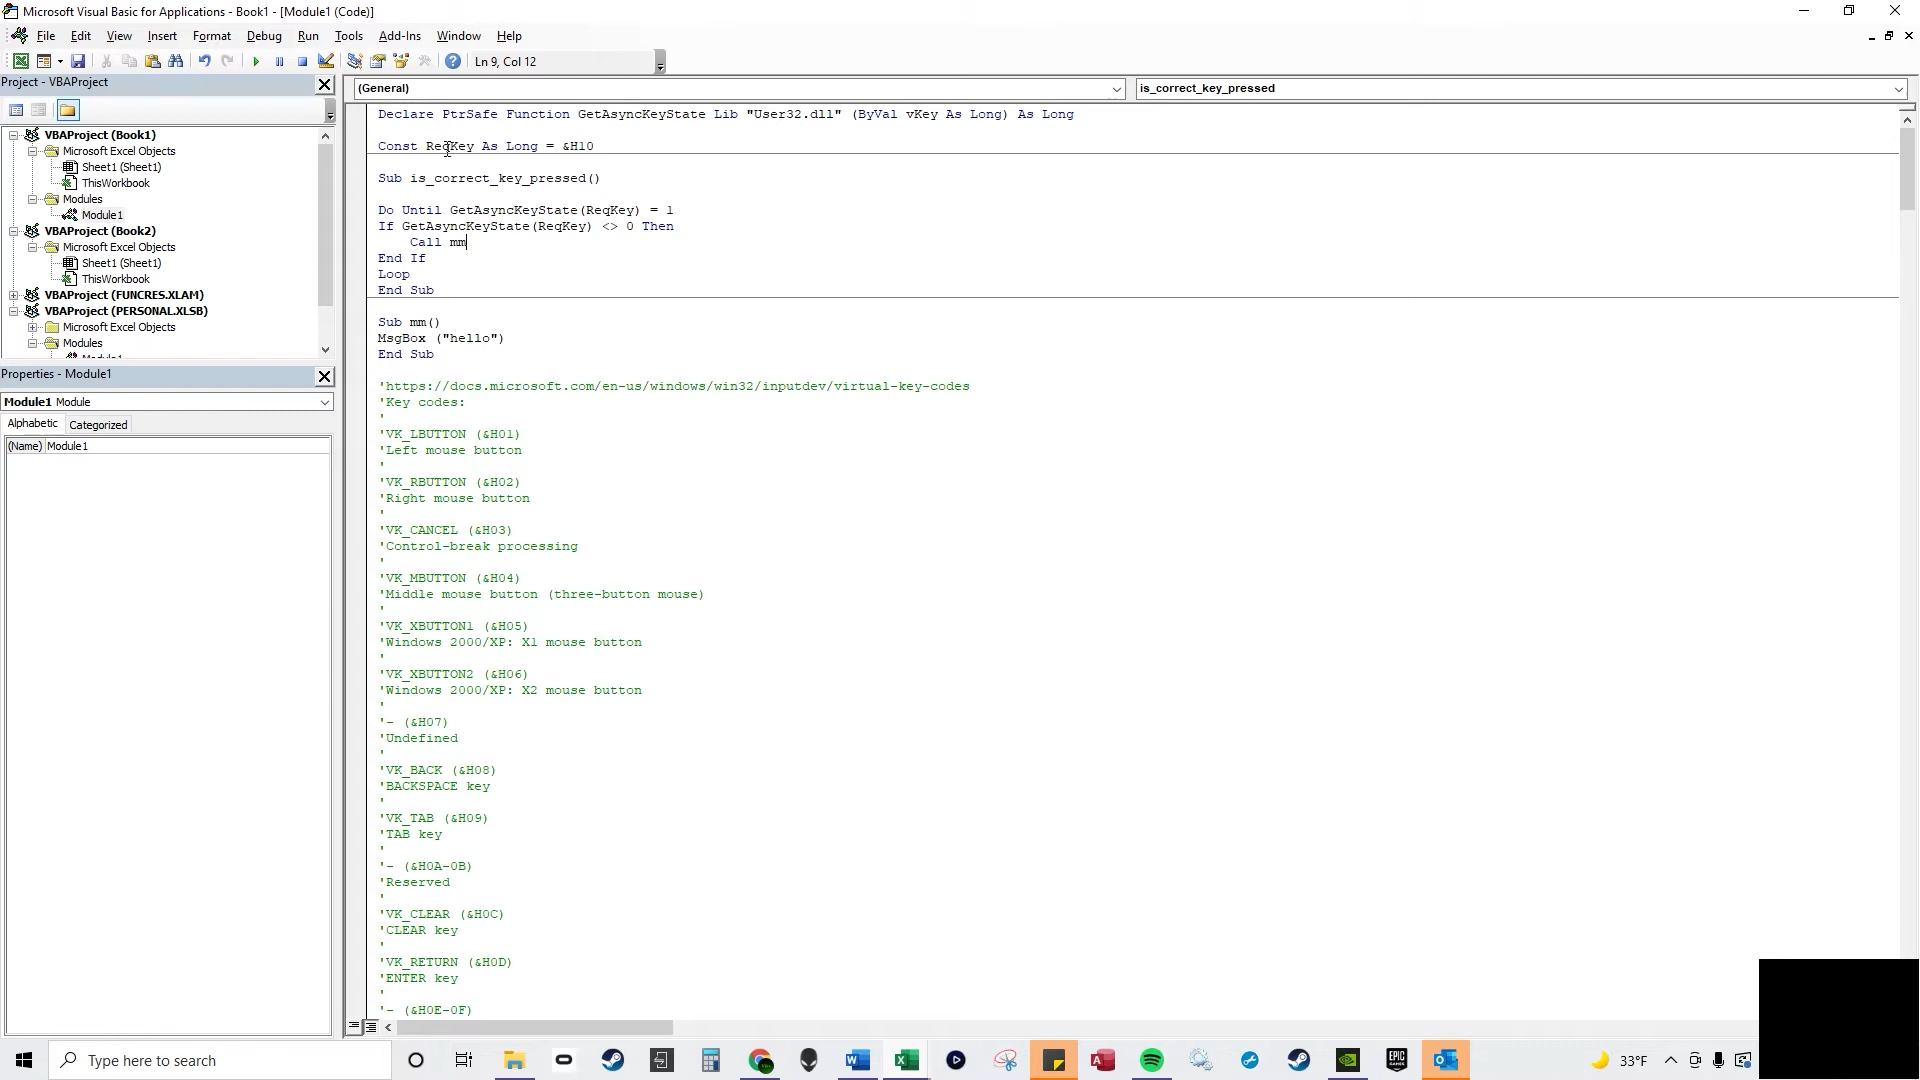 Microsoft Visual Basic for Applications - Book1 - [Module1 (Code)]
File Edit View Insert Format Debug Run Tools Add-Ins Window Help
Ln 9, Col 12
Project - VBAProject
VBAProject (Book1)
Microsoft Excel Objects
Sheet1 (Sheet1)
ThisWorkbook
Modules
Module1
VBAProject (Book2)
Microsoft Excel Objects
Sheet1 (Sheet1)
ThisWorkbook
VBAProject (FUNCRES.XLAM)
VBAProject (PERSONAL.XLSB)
Microsoft Excel Objects
Modules
Module1
Properties - Module1
Module1 Module
Alphabetic Categorized
(Name) Module1
(General) is_correct_key_pressed
Declare PtrSafe Function GetAsyncKeyState Lib "User32.dll" (ByVal vKey As Long) As Long
Const ReqKey As Long = &H10
Sub is_correct_key_pressed()
Do Until GetAsyncKeyState(ReqKey) = 1
If GetAsyncKeyState(ReqKey) <> 0 Then
Call mm
End If
Loop
End Sub
Sub mm()
MsgBox ("hello")
End Sub
'https://docs.microsoft.com/en-us/windows/win32/inputdev/virtual-key-codes
'Key codes:
'
'VK_LBUTTON (&H01)
'Left mouse button
'
'VK_RBUTTON (&H02)
'Right mouse button
'
'VK_CANCEL (&H03)
'Control-break processing
'
'VK_MBUTTON (&H04)
'Middle mouse button (three-button mouse)
'
'VK_XBUTTON1 (&H05)
'Windows 2000/XP: X1 mouse button
'
'VK_XBUTTON2 (&H06)
'Windows 2000/XP: X2 mouse button
'
'- (&H07)
'Undefined
'
'VK_BACK (&H08)
'BACKSPACE key
'
'VK_TAB (&H09)
'TAB key
'
'- (&H0A-0B)
'Reserved
'
'VK_CLEAR (&H0C)
'CLEAR key
'
'VK_RETURN (&H0D)
'ENTER key
'
'- (&H0E-0F)
Type here to search
33°F